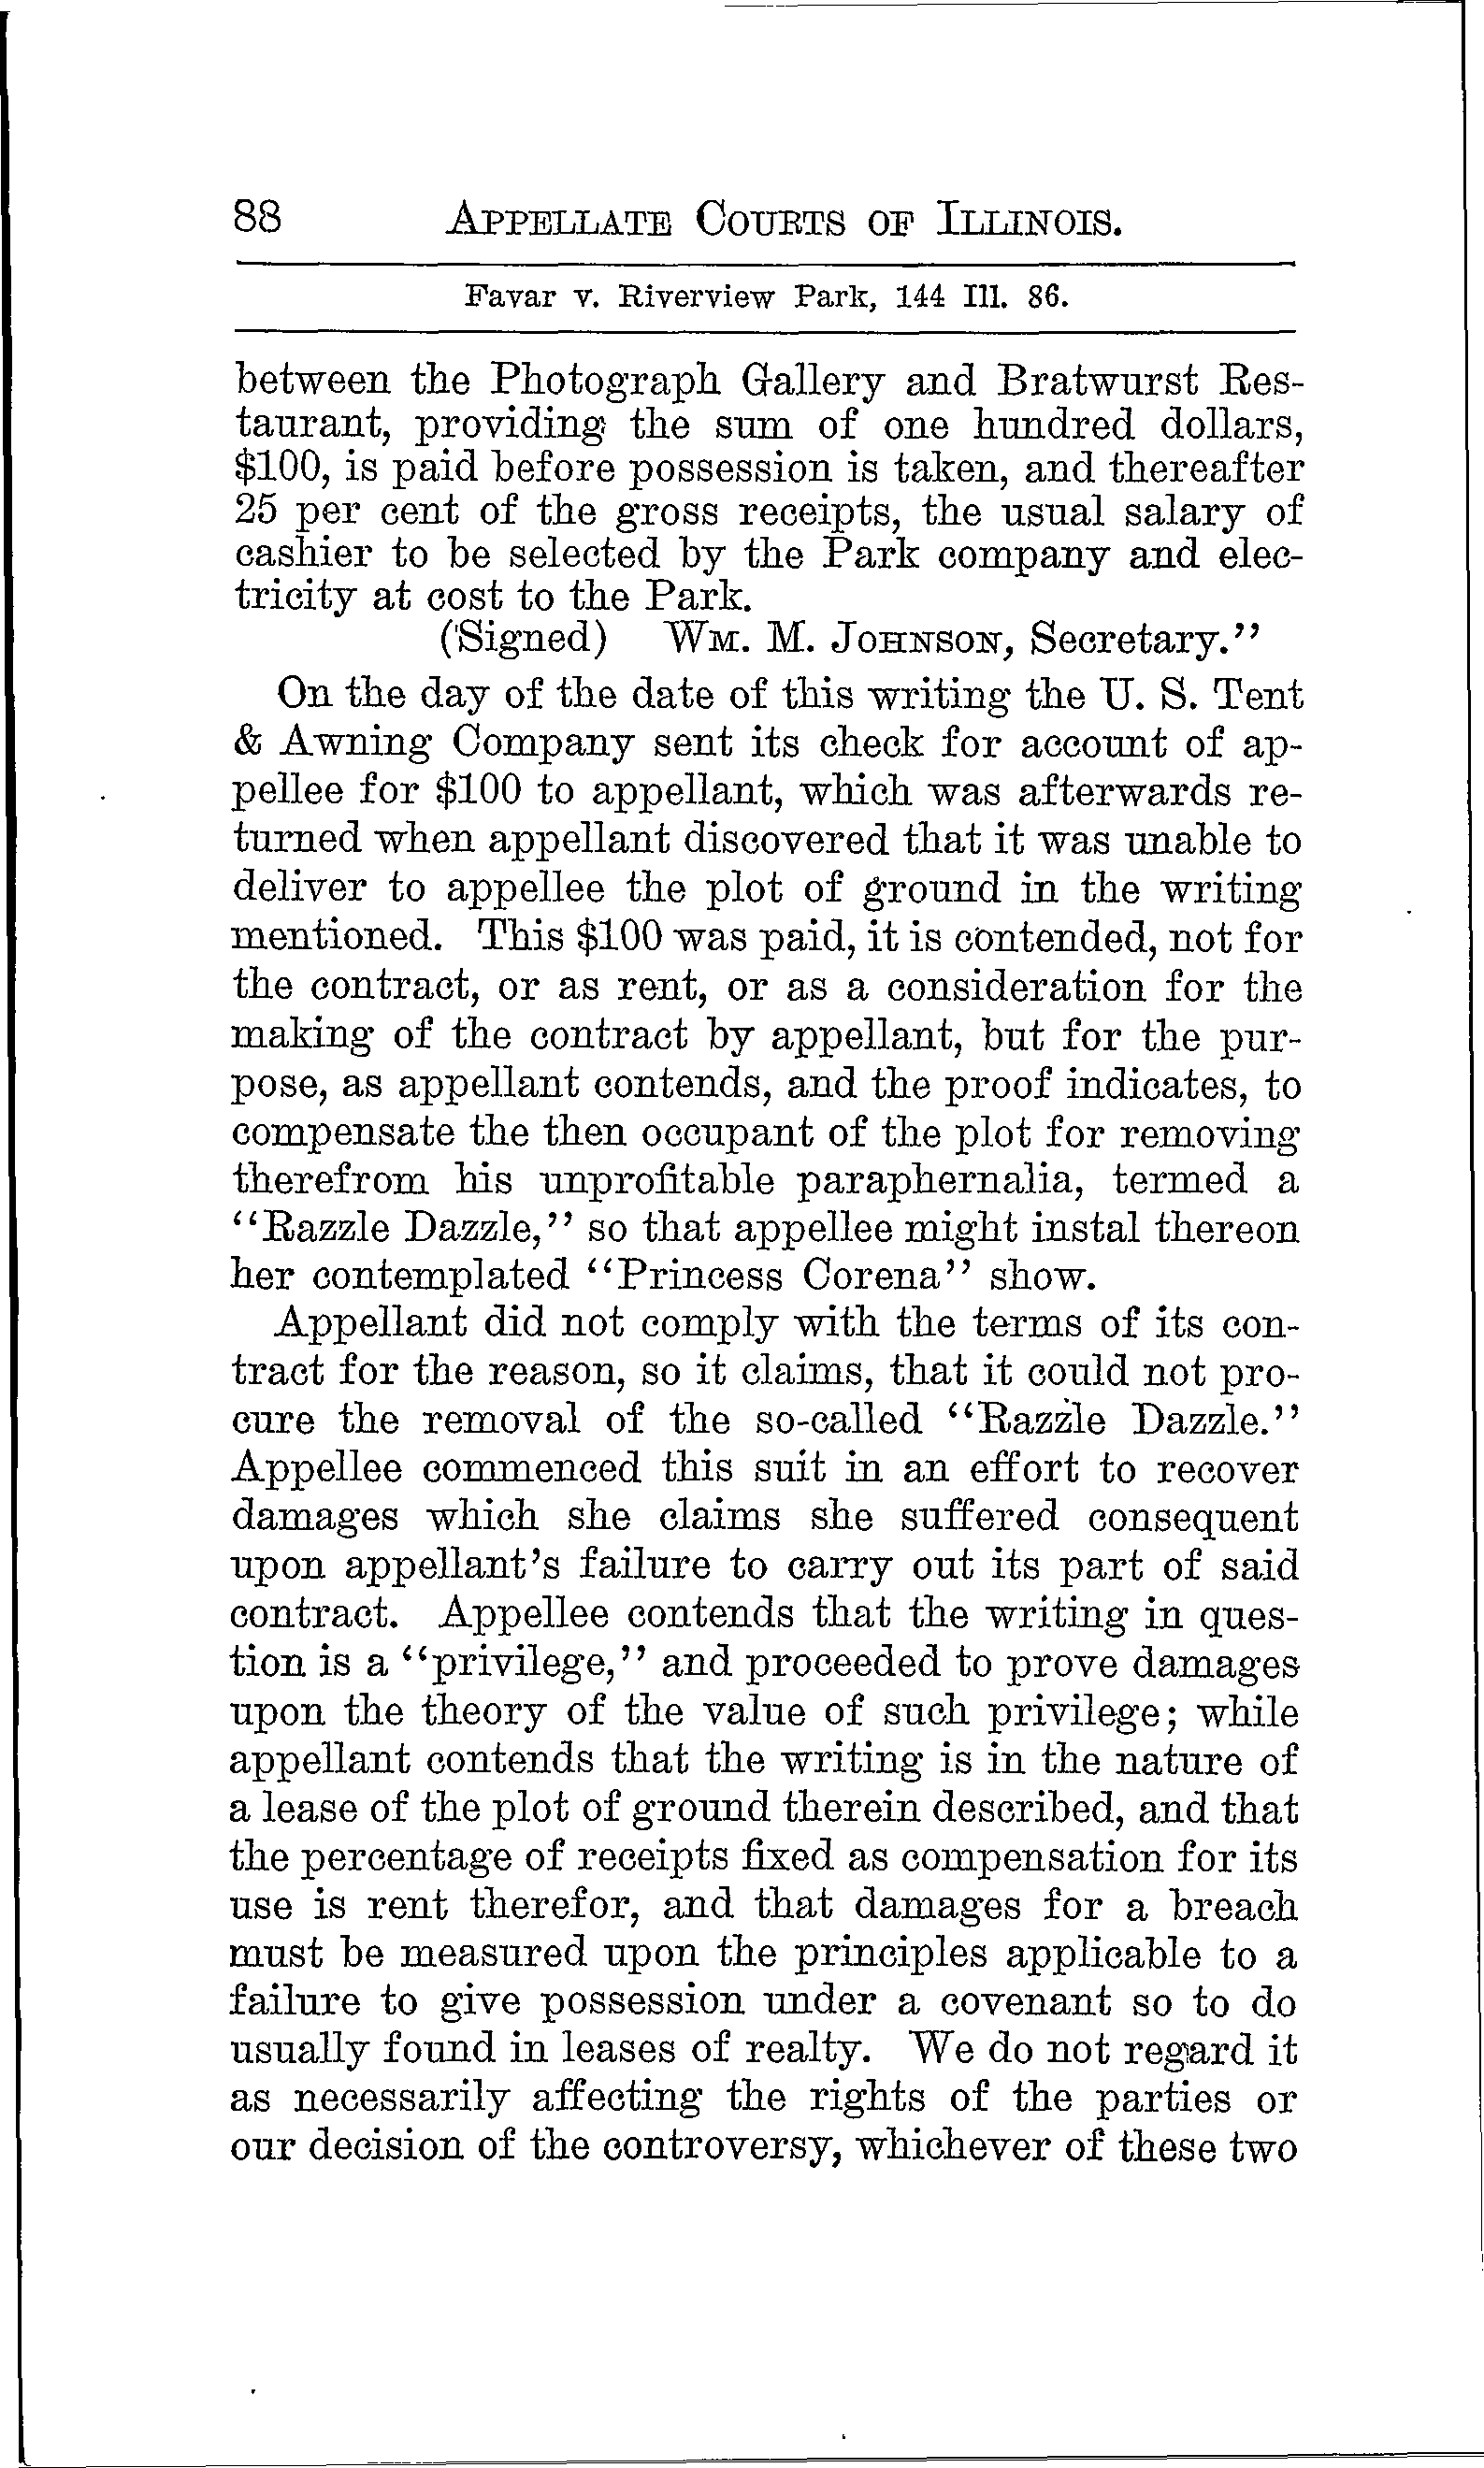 88 APPELLATE COURTS OF ILLINOIS.
Favar v. Riverview Park, 144 Ill. 86.
between the Photograph Gallery and Bratwurst Res-
taurant, providing the sum of one hundred dollars,
$100, is paid before possession is taken, and thereafter
25 per cent of the gross receipts, the usual salary of
cashier to be selected by the Park company and elec-
tricity at cost to the Park.
(Signed) WM. M. JOHNSON, Secretary.''
On the day of the date of this writing the U. S. Tent
& Awning Company sent its check for account of ap-
pellee for $100 to appellant, which was afterwards re-
turned when appellant discovered that it was unable to
deliver to appellee the plot of ground in the writing
mentioned. This $100 was paid, it is contended, not for
the contract, or as rent, or as a consideration for the
making of the contract by appellant, but for the pur-
pose, as appellant contends, and the proof indicates, to
compensate the then occupant of the plot for removing
therefrom his unprofitable paraphernalia, termed a
''Razzle Dazzle,'' so that appellee might instal thereon
her contemplated ''Princess Corena'' show.
Appellant did not comply with the terms of its con-
tract for the reason, so it claims, that it could not pro-
cure the removal of the so-called ''Razzle Dazzle.''
Appellee commenced this suit in an effort to recover
damages which she claims she suffered consequent
upon appellant's failure to carry out its part of said
contract. Appellee contends that the writing in ques-
tion is a ''privilege,'' and proceeded to prove damages
upon the theory of the value of such privilege; while
appellant contends that the writing is in the nature of
a lease of the plot of ground therein described, and that
the percentage of receipts fixed as compensation for its
use is rent therefor, and that damages for a breach
must be measured upon the principles applicable to a
failure to give possession under a covenant so to do
usually found in leases of realty. We do not regard it
as necessarily affecting the rights of the parties or
our decision of the controversy, whichever of these two